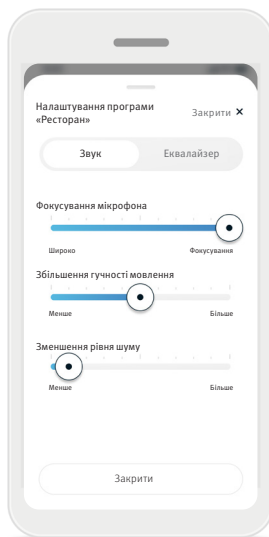 Налаштування програми
«Ресторан»
Закрити ×
Звук
Еквалайзер
Фокусування мікрофона
Широко
Фокусування
Збільшення гучності мовлення
Менше
Більше
Зменшення рівня шуму
Менше
Більше
Закрити